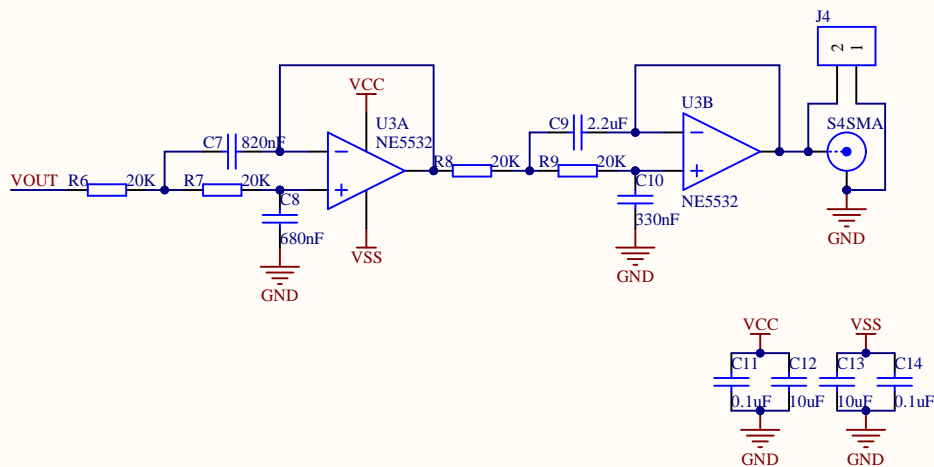 J4
2
1
VCC
U3A
NE5532
U3B
C7
820nF
C9
2.2uF
S4
SMA
VOUT
R6
20K
R7
20K
R8
20K
R9
20K
C8
680nF
C10
330nF
NE5532
VSS
GND
GND
GND
VCC
VSS
C11
C12
C13
C14
0.1uF
10uF
10uF
0.1uF
GND
GND